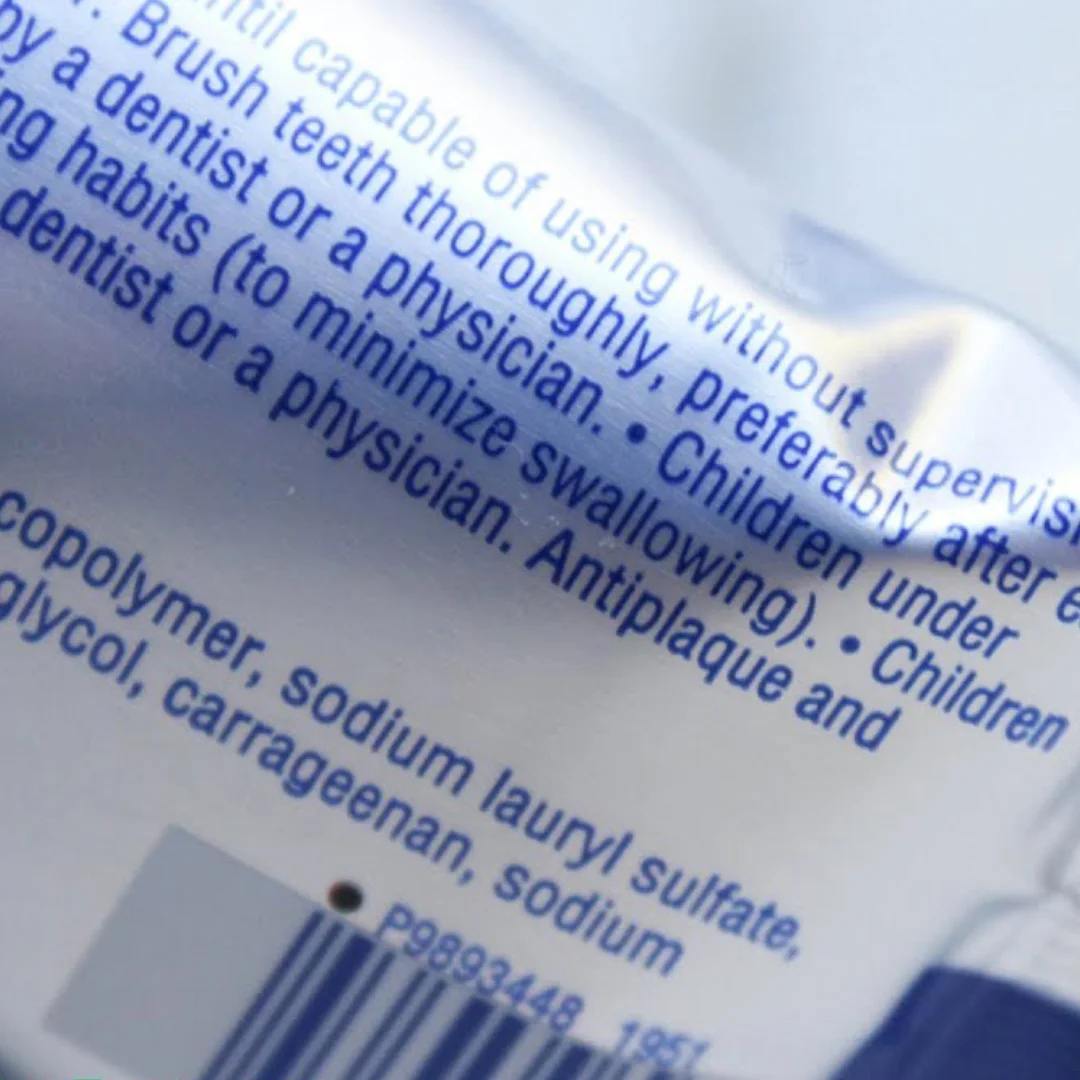 until capable of using without supervisi
. Brush teeth thoroughly, preferably after e
by a dentist or a physician. • Children under
ing habits (to minimize swallowing). • Children
dentist or a physician. Antiplaque and
copolymer, sodium lauryl sulfate,
glycol, carrageenan, sodium
P9893448 1951